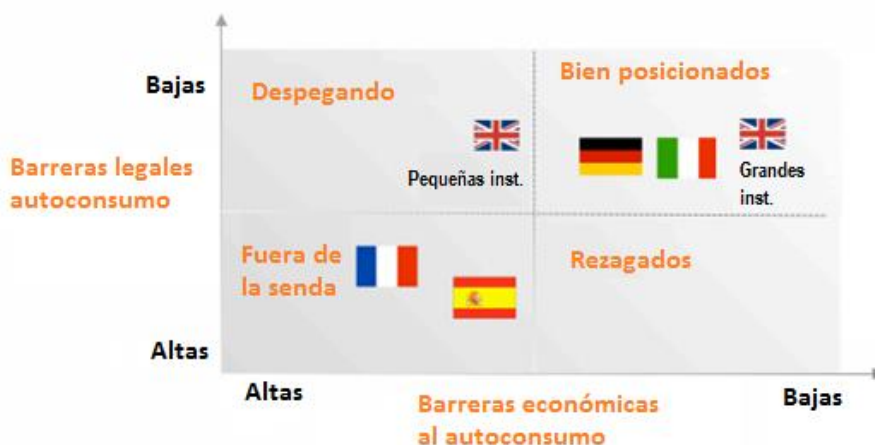 Bajas
Despegando
Bien posicionados
Barreras legales
autoconsumo
Pequeñas inst.
Grandes
inst.
Fuera de
la senda
Rezagados
Altas
Altas
Barreras económicas
al autoconsumo
Bajas